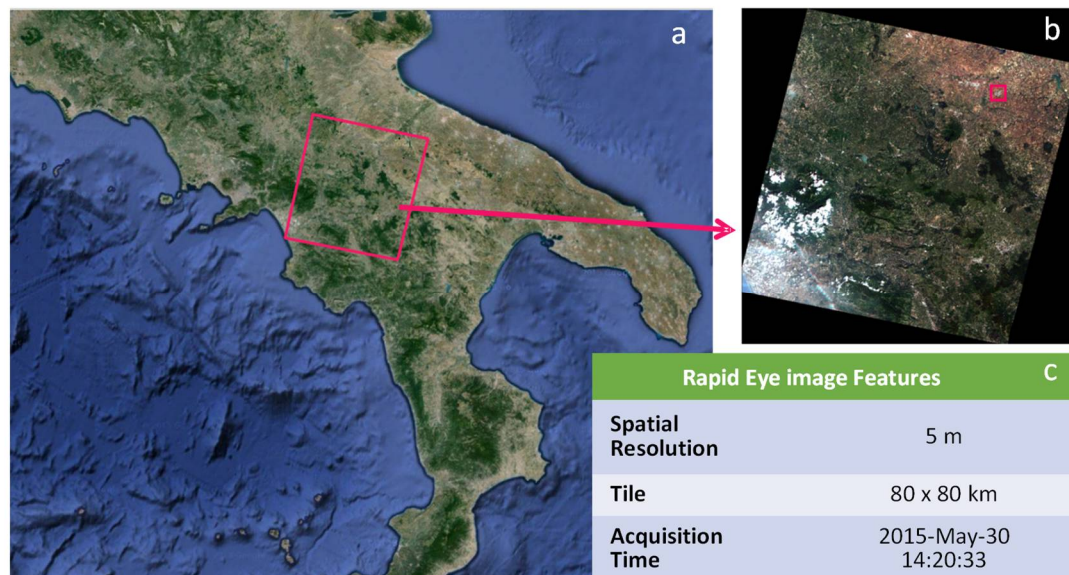 a
b
Rapid Eye image Features
C
Spatial
Resolution
5 m
Tile
80 x 80 km
Acquisition
Time
2015-May-30
14:20:33